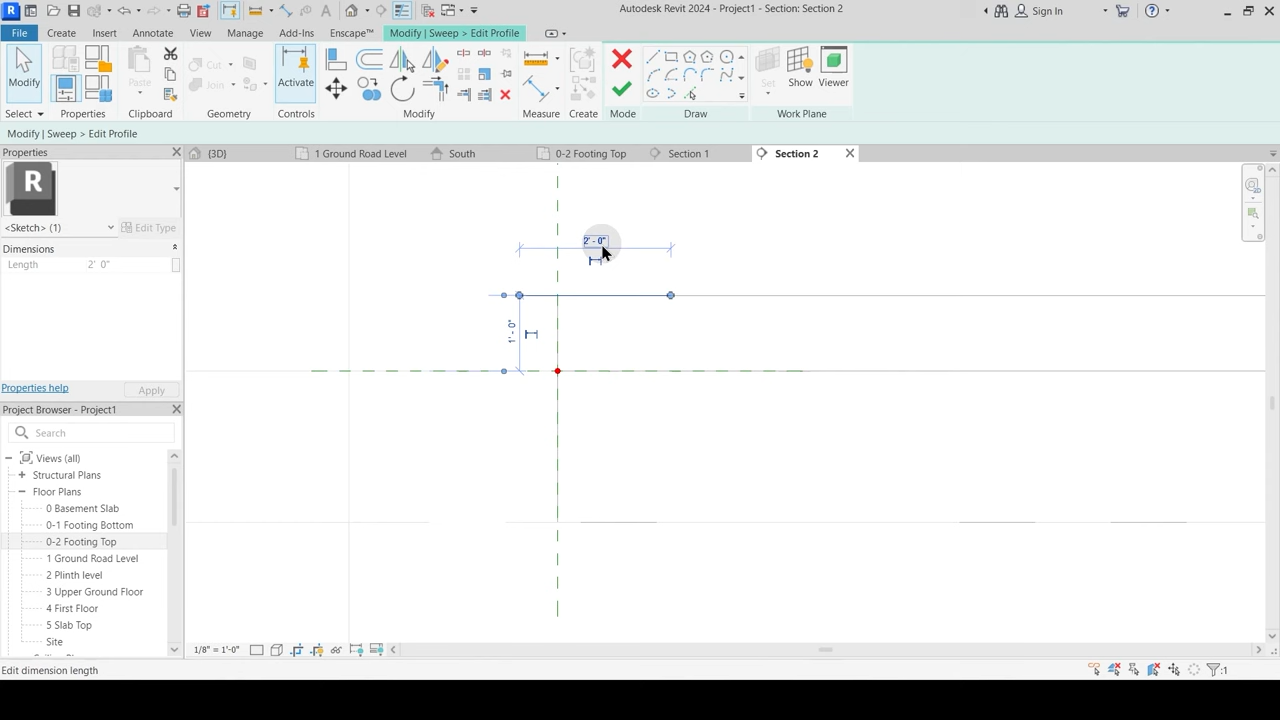 Autodesk Revit 2024 - Project1 - Section: Section 2
Sign In
File
Create
Insert
Annotate
View
Manage
Add-Ins
Enscape™
Modify | Sweep > Edit Profile
Modify
Paste
Cut
Join
Activate
Set
Show
Viewer
Create
Select
Properties
Clipboard
Geometry
Controls
Modify
Measure
Create
Mode
Draw
Work Plane
Modify | Sweep > Edit Profile
Properties
{3D}
1 Ground Road Level
South
0-2 Footing Top
Section 1
Section 2
R
<Sketch> (1)
Edit Type
Dimensions
Length 2' 0"
2' - 0"
1' - 0"
Properties help
Apply
Project Browser - Project1
Search
Views (all)
Structural Plans
Floor Plans
0 Basement Slab
0-1 Footing Bottom
0-2 Footing Top
1 Ground Road Level
2 Plinth level
3 Upper Ground Floor
4 First Floor
5 Slab Top
Site
1/8" = 1'-0"
Edit dimension length
:1